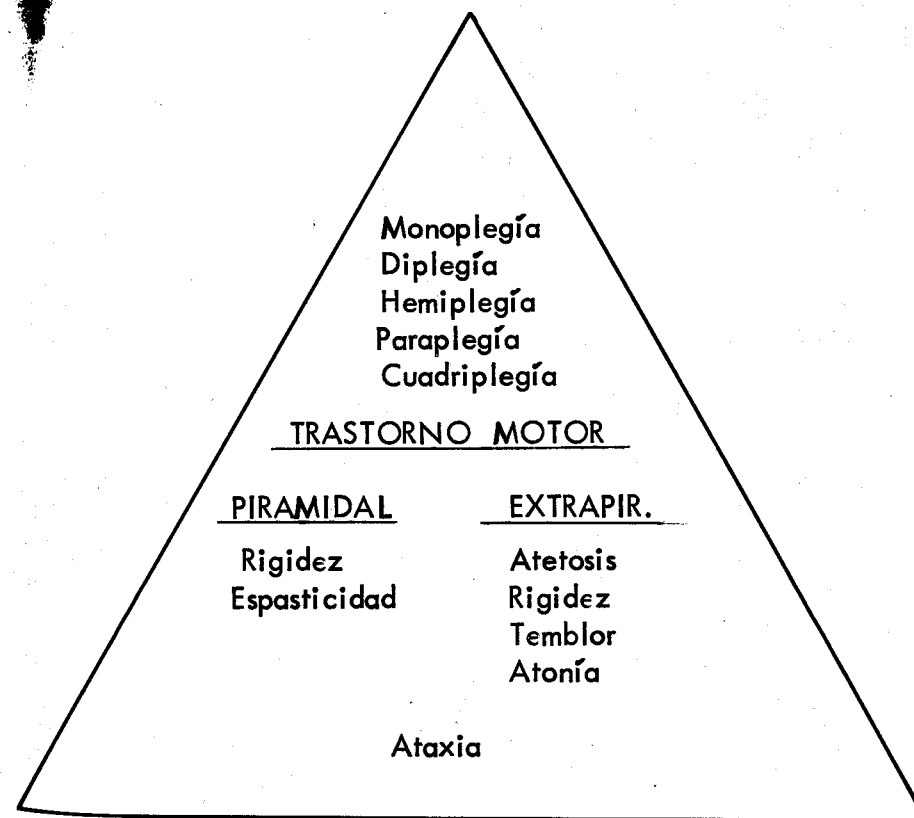 Monoplegía
Diplegía
Hemiplegía
Paraplegía
Cuadriplegía
TRASTORNO MOTOR
PIRAMIDAL EXTRAPIR.
Rigidez Atetosis
Espasticidad Rigidez
Temblor
Atonía
Ataxia